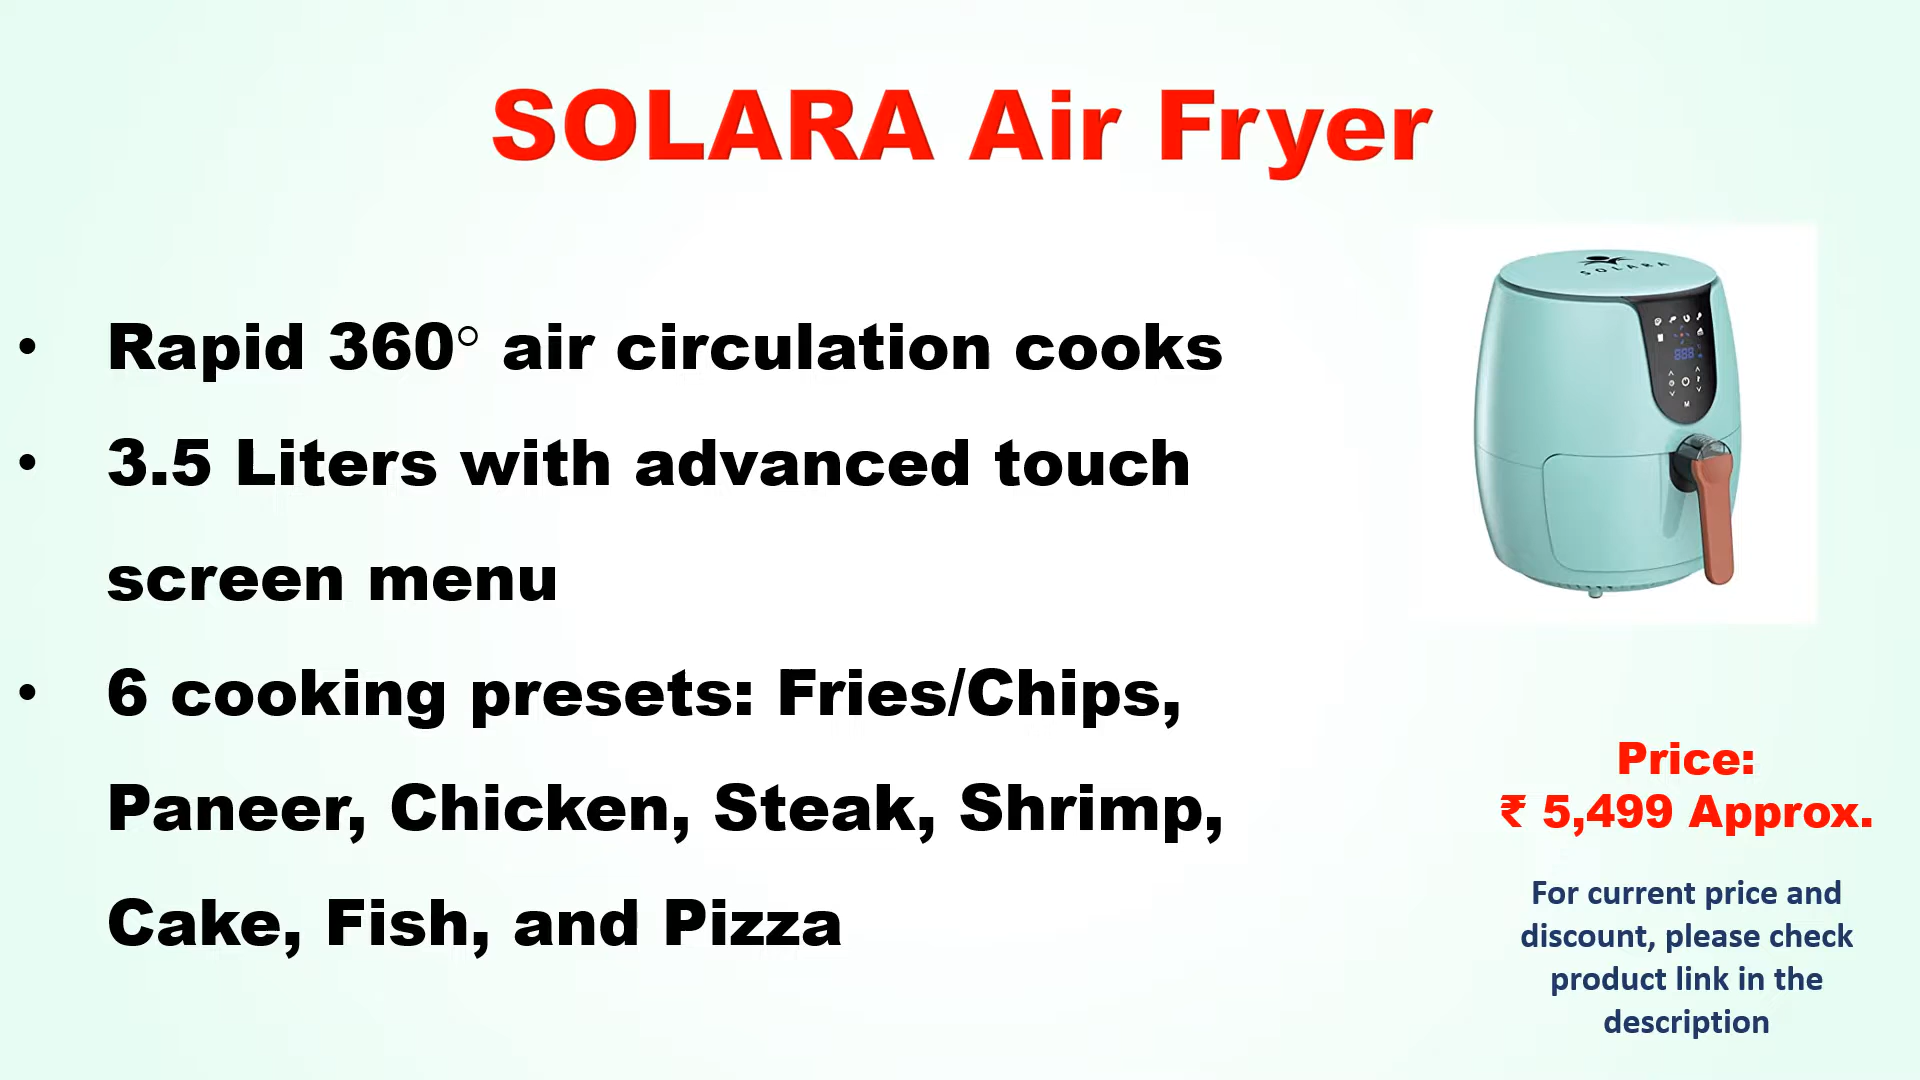 SOLARA Air Fryer
• Rapid 360° air circulation cooks
• 3.5 Liters with advanced touch
screen menu
• 6 cooking presets: Fries/Chips,
Paneer, Chicken, Steak, Shrimp,
Cake, Fish, and Pizza
SOLARA
888
M
Price:
₹ 5,499 Approx.
For current price and
discount, please check
product link in the
description